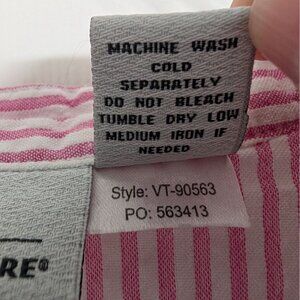 MACHINE WASH
COLD
SEPARATELY
DO NOT BLEACH
TUMBLE DRY LOW
MEDIUM IRON IF
NEEDED
Style: VT-90563
PO: 563413
RE®